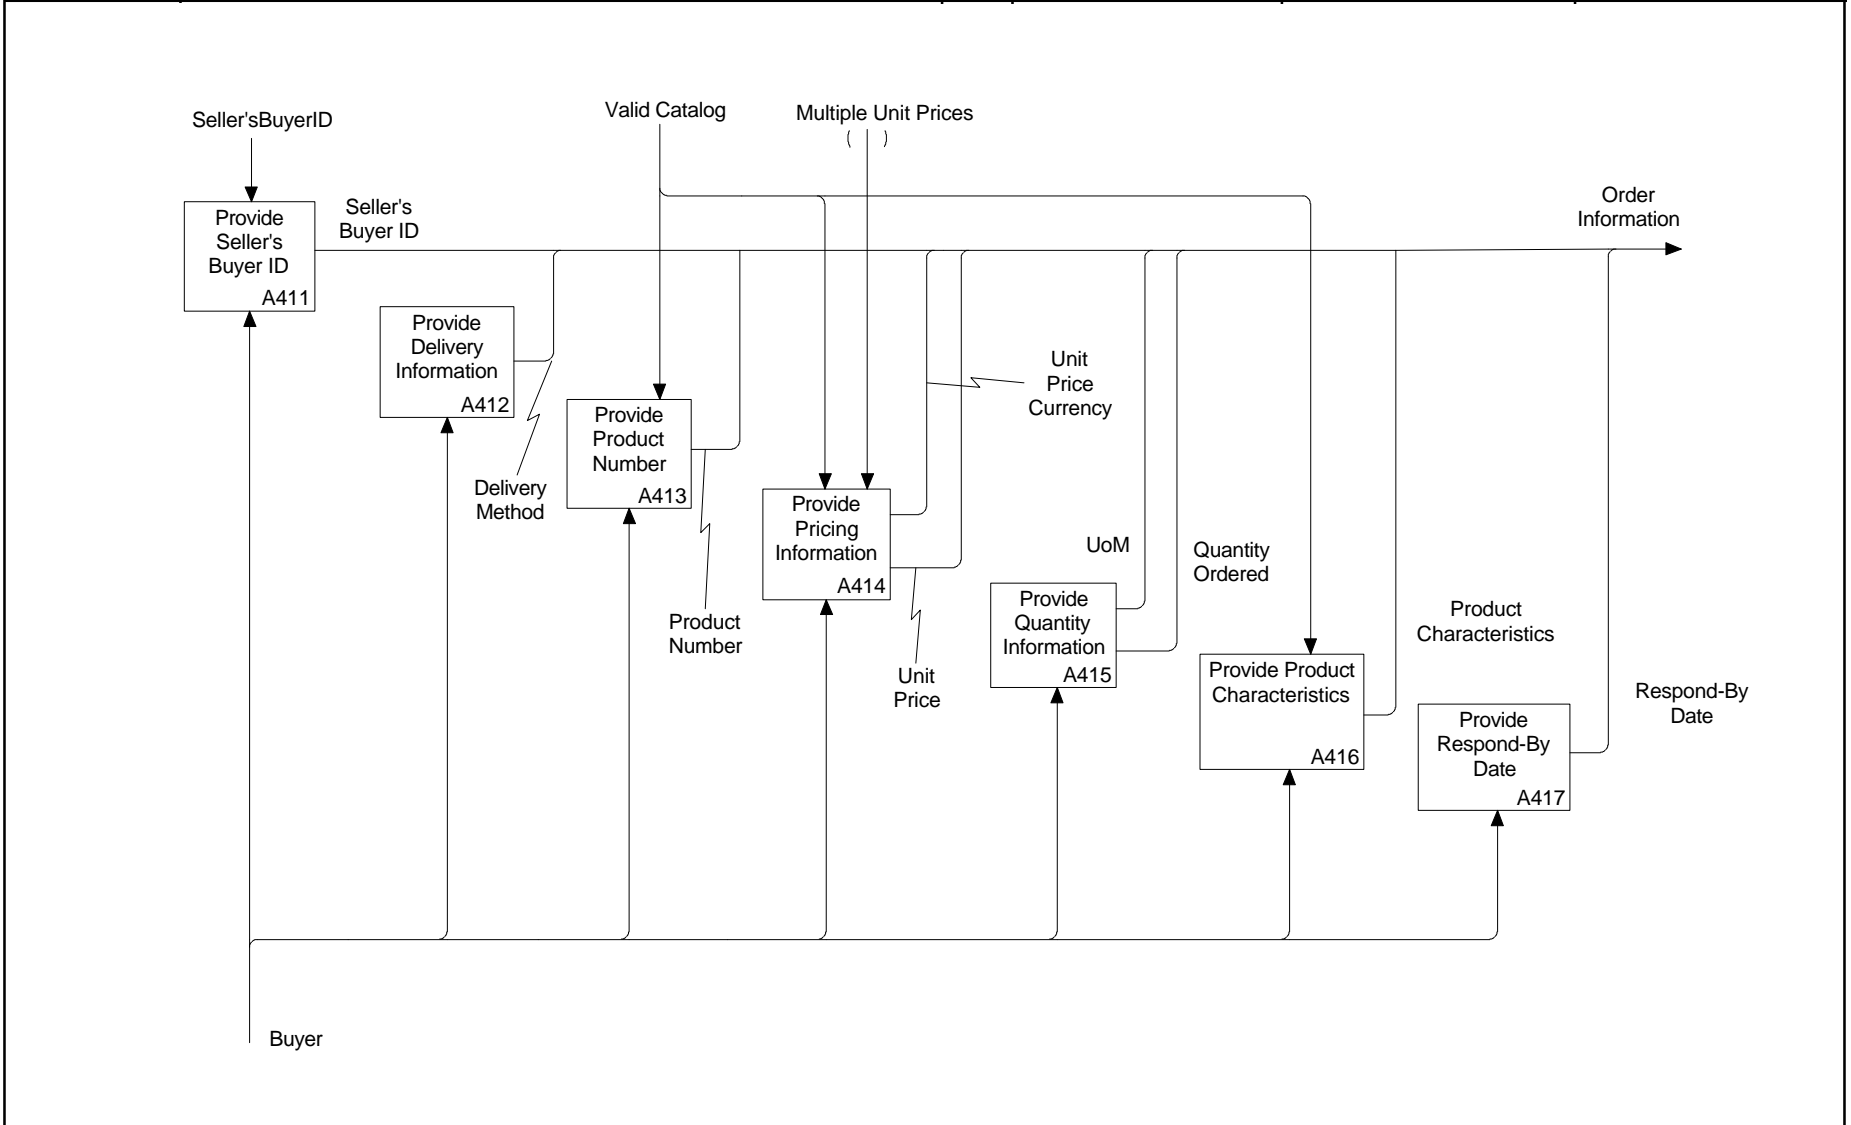 Valid Catalog
Multiple Unit Prices
( )
Seller'sBuyerID
Provide
Seller's
Buyer ID
A411
Seller's
Buyer ID
Order
Information
Provide
Delivery
Information
A412
Delivery
Method
Provide
Product
Number
A413
Product
Number
Unit
Price
Currency
Provide
Pricing
Information
A414
Unit
Price
UoM
Quantity
Ordered
Provide
Quantity
Information
A415
Product
Characteristics
Provide Product
Characteristics
A416
Respond-By
Date
Provide
Respond-By
Date
A417
Buyer